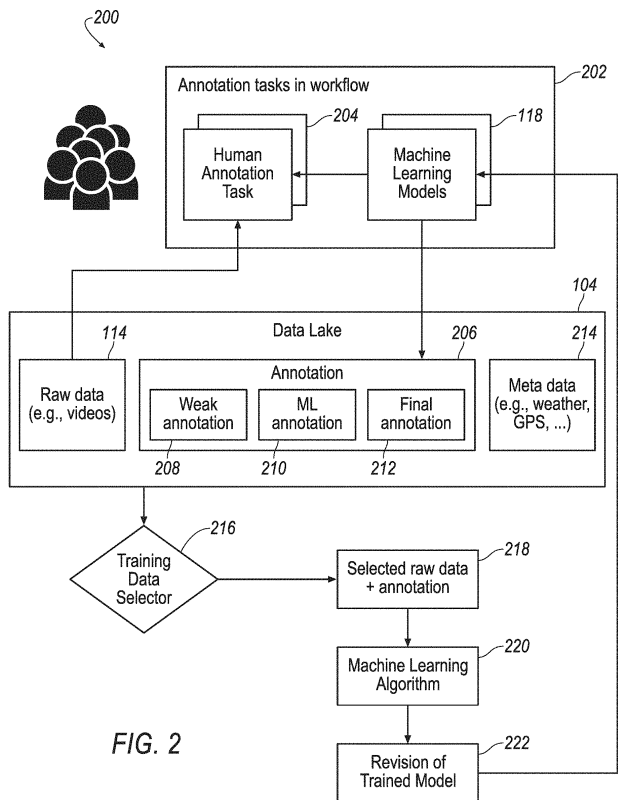 200
202
Annotation tasks in workflow
204
118
Human
Annotation
Task
Machine
Learning
Models
104
Data Lake
114
206
214
Raw data
(e.g., videos)
Annotation
Weak
annotation
ML
annotation
Final
annotation
208
210
212
Meta data
(e.g., weather,
GPS, ...)
216
Training
Data
Selector
218
Selected raw data
+ annotation
220
Machine Learning
Algorithm
222
Revision of
Trained Model
FIG. 2